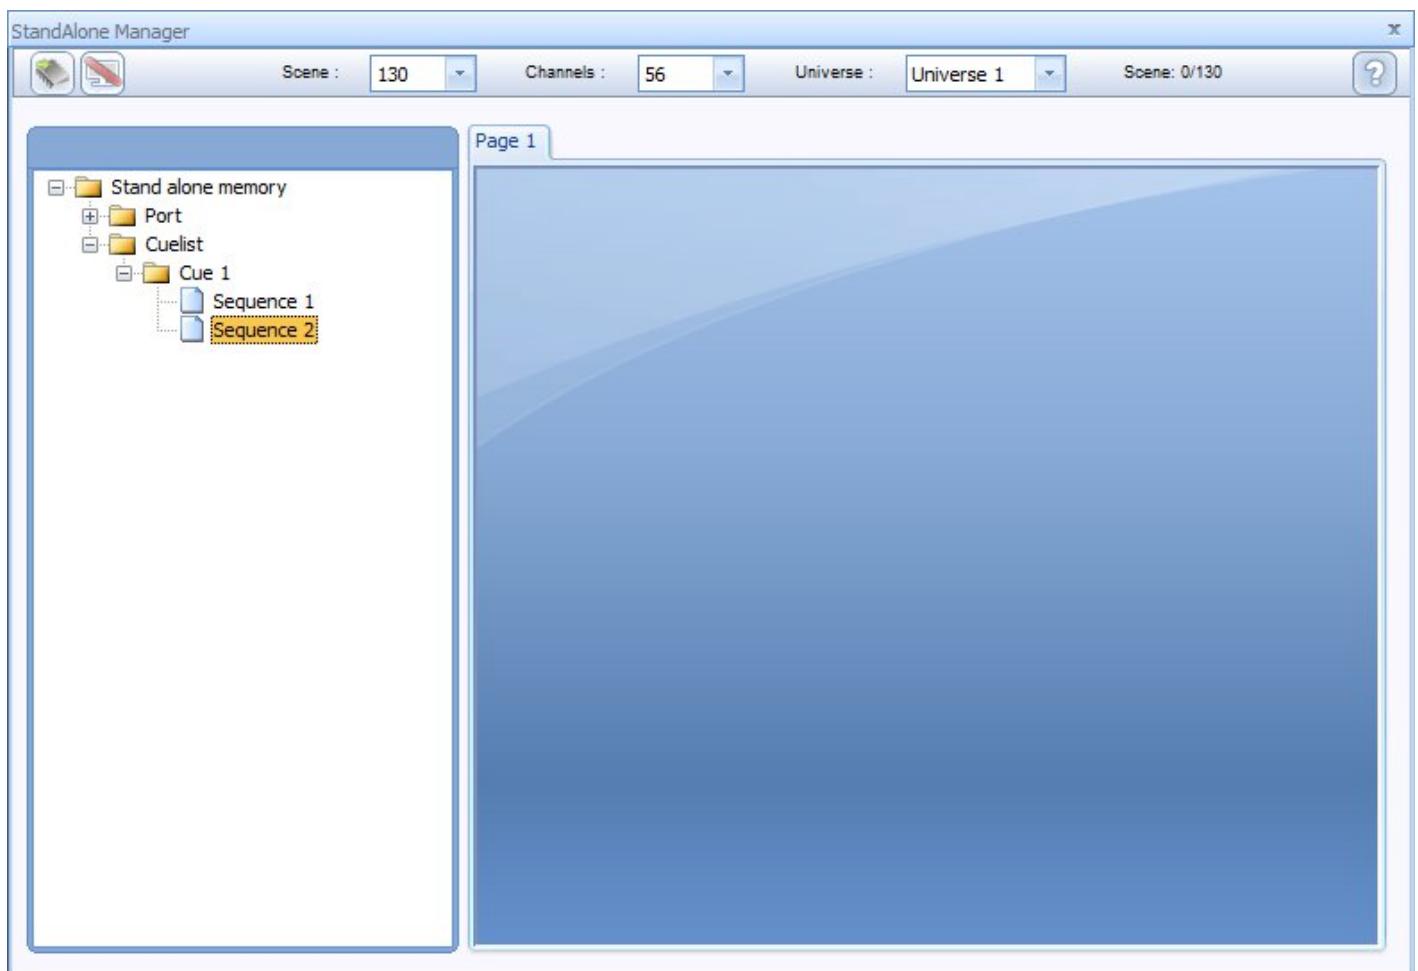 StandAlone Manager
x
Scene : 130 Channels : 56 Universe : Universe 1 Scene: 0/130 ?
Page 1
Stand alone memory
Port
Cuelist
Cue 1
Sequence 1
Sequence 2